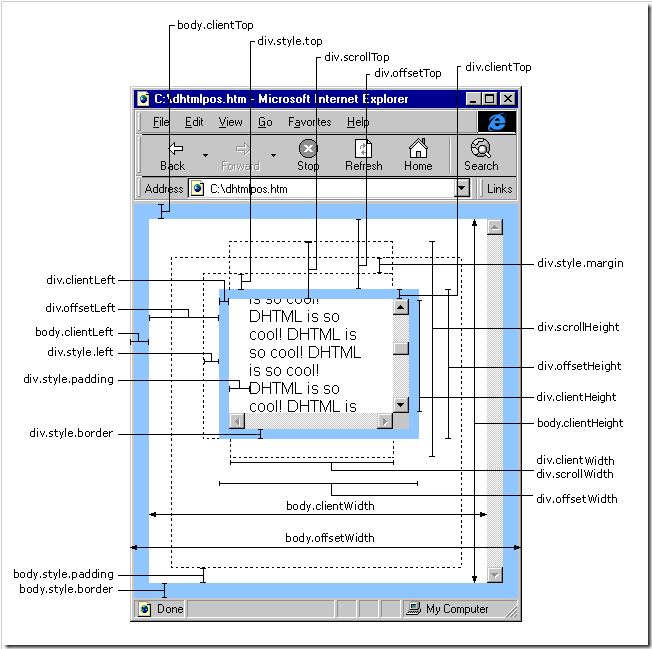 body.clientTop
div.style.top
div.scrollTop
div.offsetTop
div.clientTop
C:\dhtmlpos.htm - Microsoft Internet Explorer
File Edit View Go Favorites Help
Back Forward Stop Refresh Home Search
Address C:\dhtmlpos.htm Links
div.style.margin
div.clientLeft
div.offsetLeft
body.clientLeft
div.style.left
div.style.padding
div.style.border
is so cool!
DHTML is so
cool! DHTML is
so cool! DHTML
is so cool!
DHTML is so
cool! DHTML is
div.scrollHeight
div.offsetHeight
div.clientHeight
body.clientHeight
div.clientWidth
div.scrollWidth
div.offsetWidth
body.clientWidth
body.offsetWidth
body.style.padding
body.style.border
Done My Computer